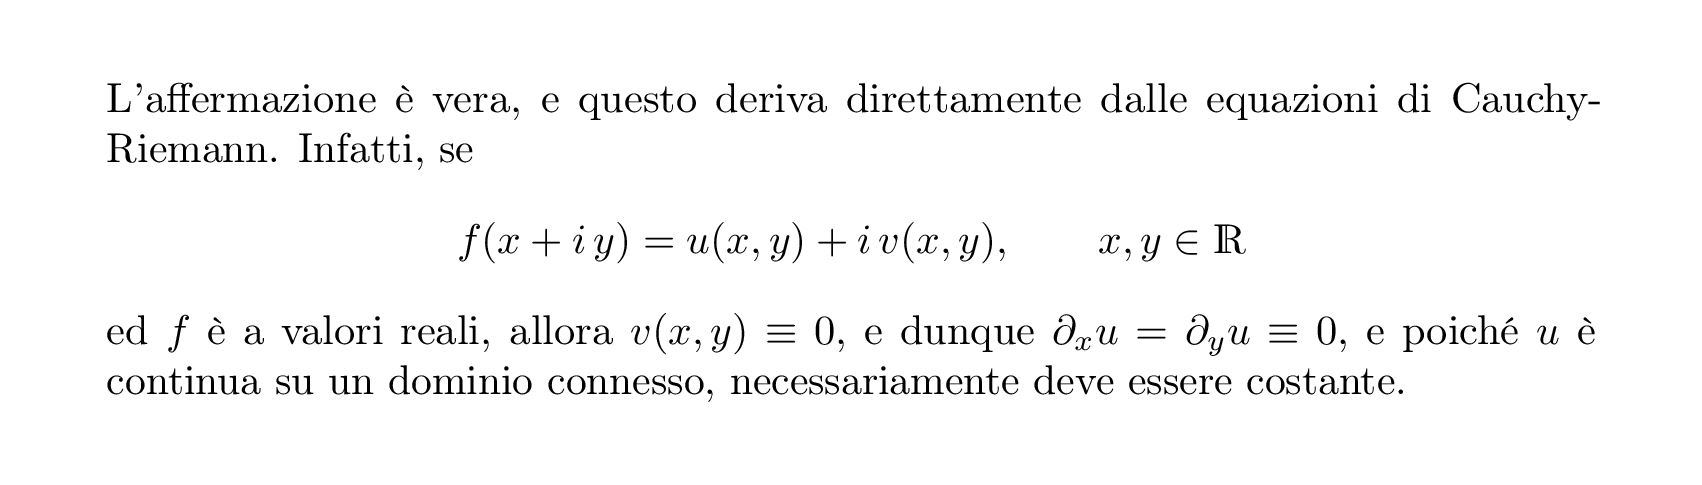 L'affermazione è vera, e questo deriva direttamente dalle equazioni di Cauchy-
Riemann. Infatti, se
f(x + i y) = u(x, y) + i v(x, y), x, y ∈ ℝ
ed f è a valori reali, allora v(x, y) ≡ 0, e dunque ∂ₓu = ∂_y u ≡ 0, e poiché u è
continua su un dominio connesso, necessariamente deve essere costante.